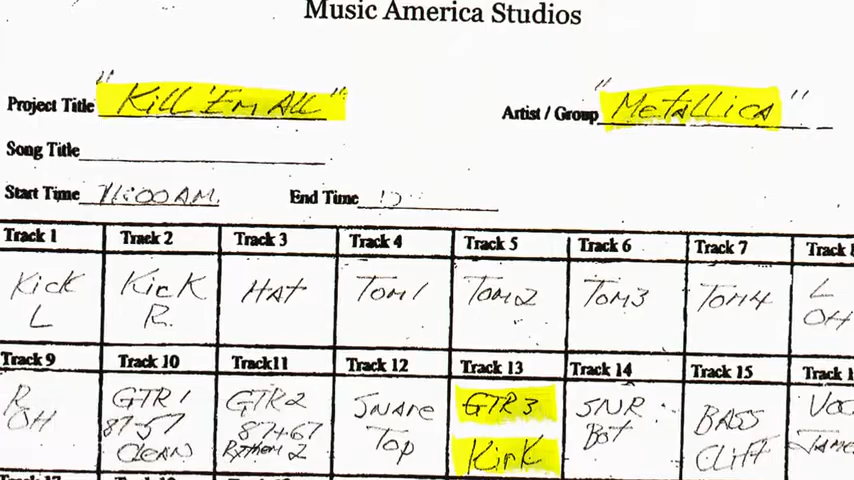 Music America Studios
Project Title "Kill 'Em All"
Artist / Group "Metallica"
Song Title
Start Time 11:00 AM. End Time
Track 1 Track 2 Track 3 Track 4 Track 5 Track 6 Track 7 Track 8
Kick L
Kick R.
HAT
TOM 1
TOM 2
TOM 3
TOM 4
L OH
Track 9 Track 10 Track11 Track 12 Track 13 Track 14 Track 15
R OH
GTR 1
87-57
CLEAN
GTR 2
87+67
Rythem 2
SNARE
Top
GTR 3
Kirk
SNR
Bot
BASS
CLIFF
VOC
JAME